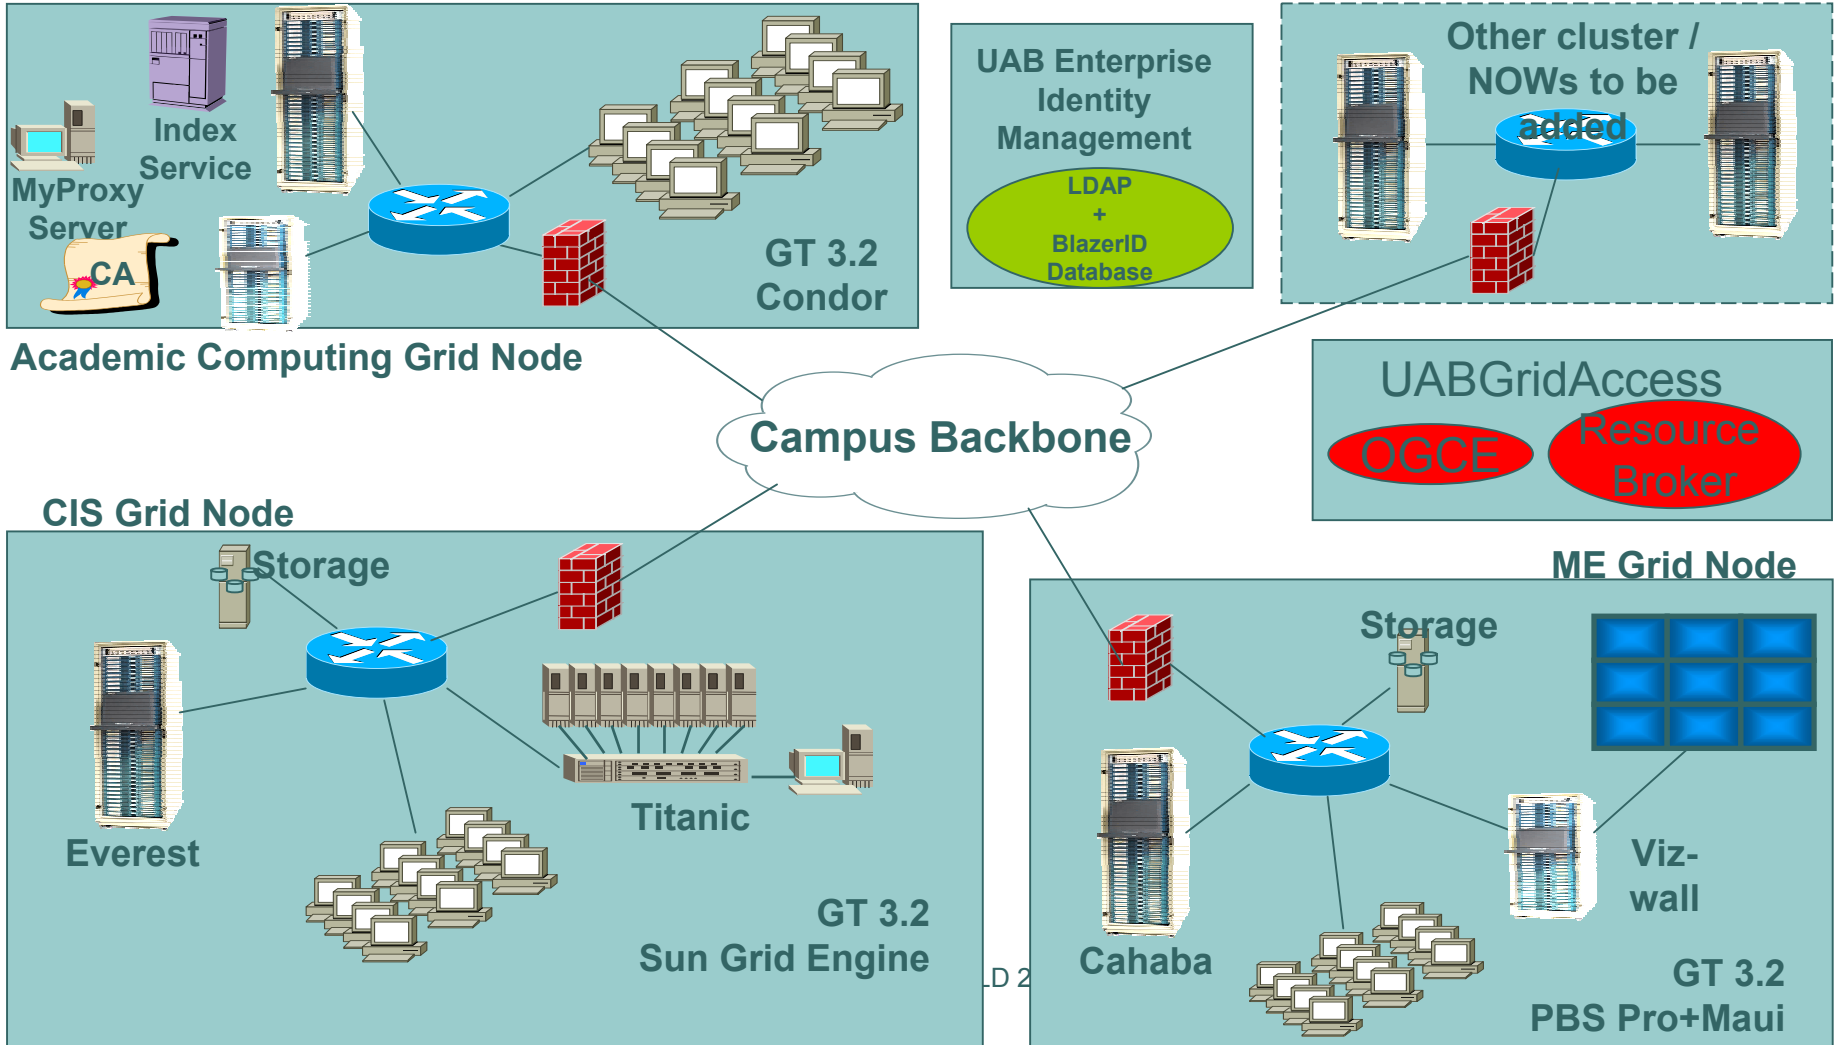 Index
Service
MyProxy
Server
CA
GT 3.2
Condor
Academic Computing Grid Node
UAB Enterprise
Identity
Management
LDAP
+
BlazerID
Database
Other cluster /
NOWs to be
added
Campus Backbone
UABGridAccess
OGCE
Resource
Broker
CIS Grid Node
Storage
Everest
Titanic
GT 3.2
Sun Grid Engine
LD 2
ME Grid Node
Storage
Viz-
wall
Cahaba
GT 3.2
PBS Pro+Maui